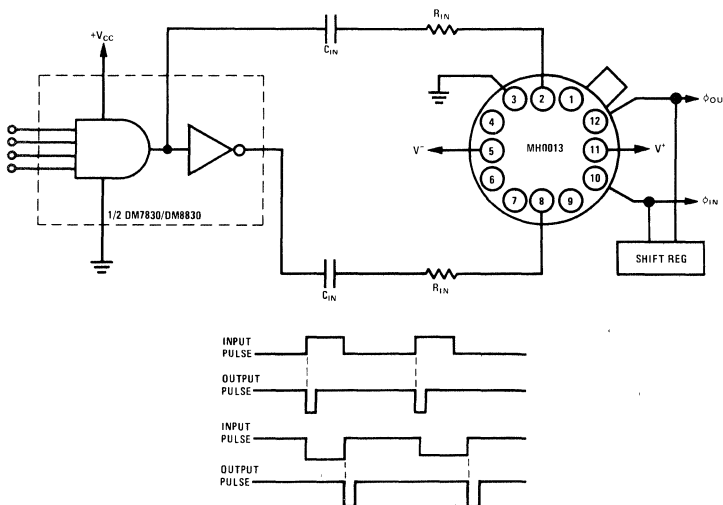 +VCC
CIN
RIN
1/2 DM7830/DM8830
3
2
1
4
12
V⁻
5
MH0013
11
V⁺
6
10
7
8
9
ϕOU
ϕIN
SHIFT REG
CIN
RIN
INPUT
PULSE
OUTPUT
PULSE
INPUT
PULSE
OUTPUT
PULSE